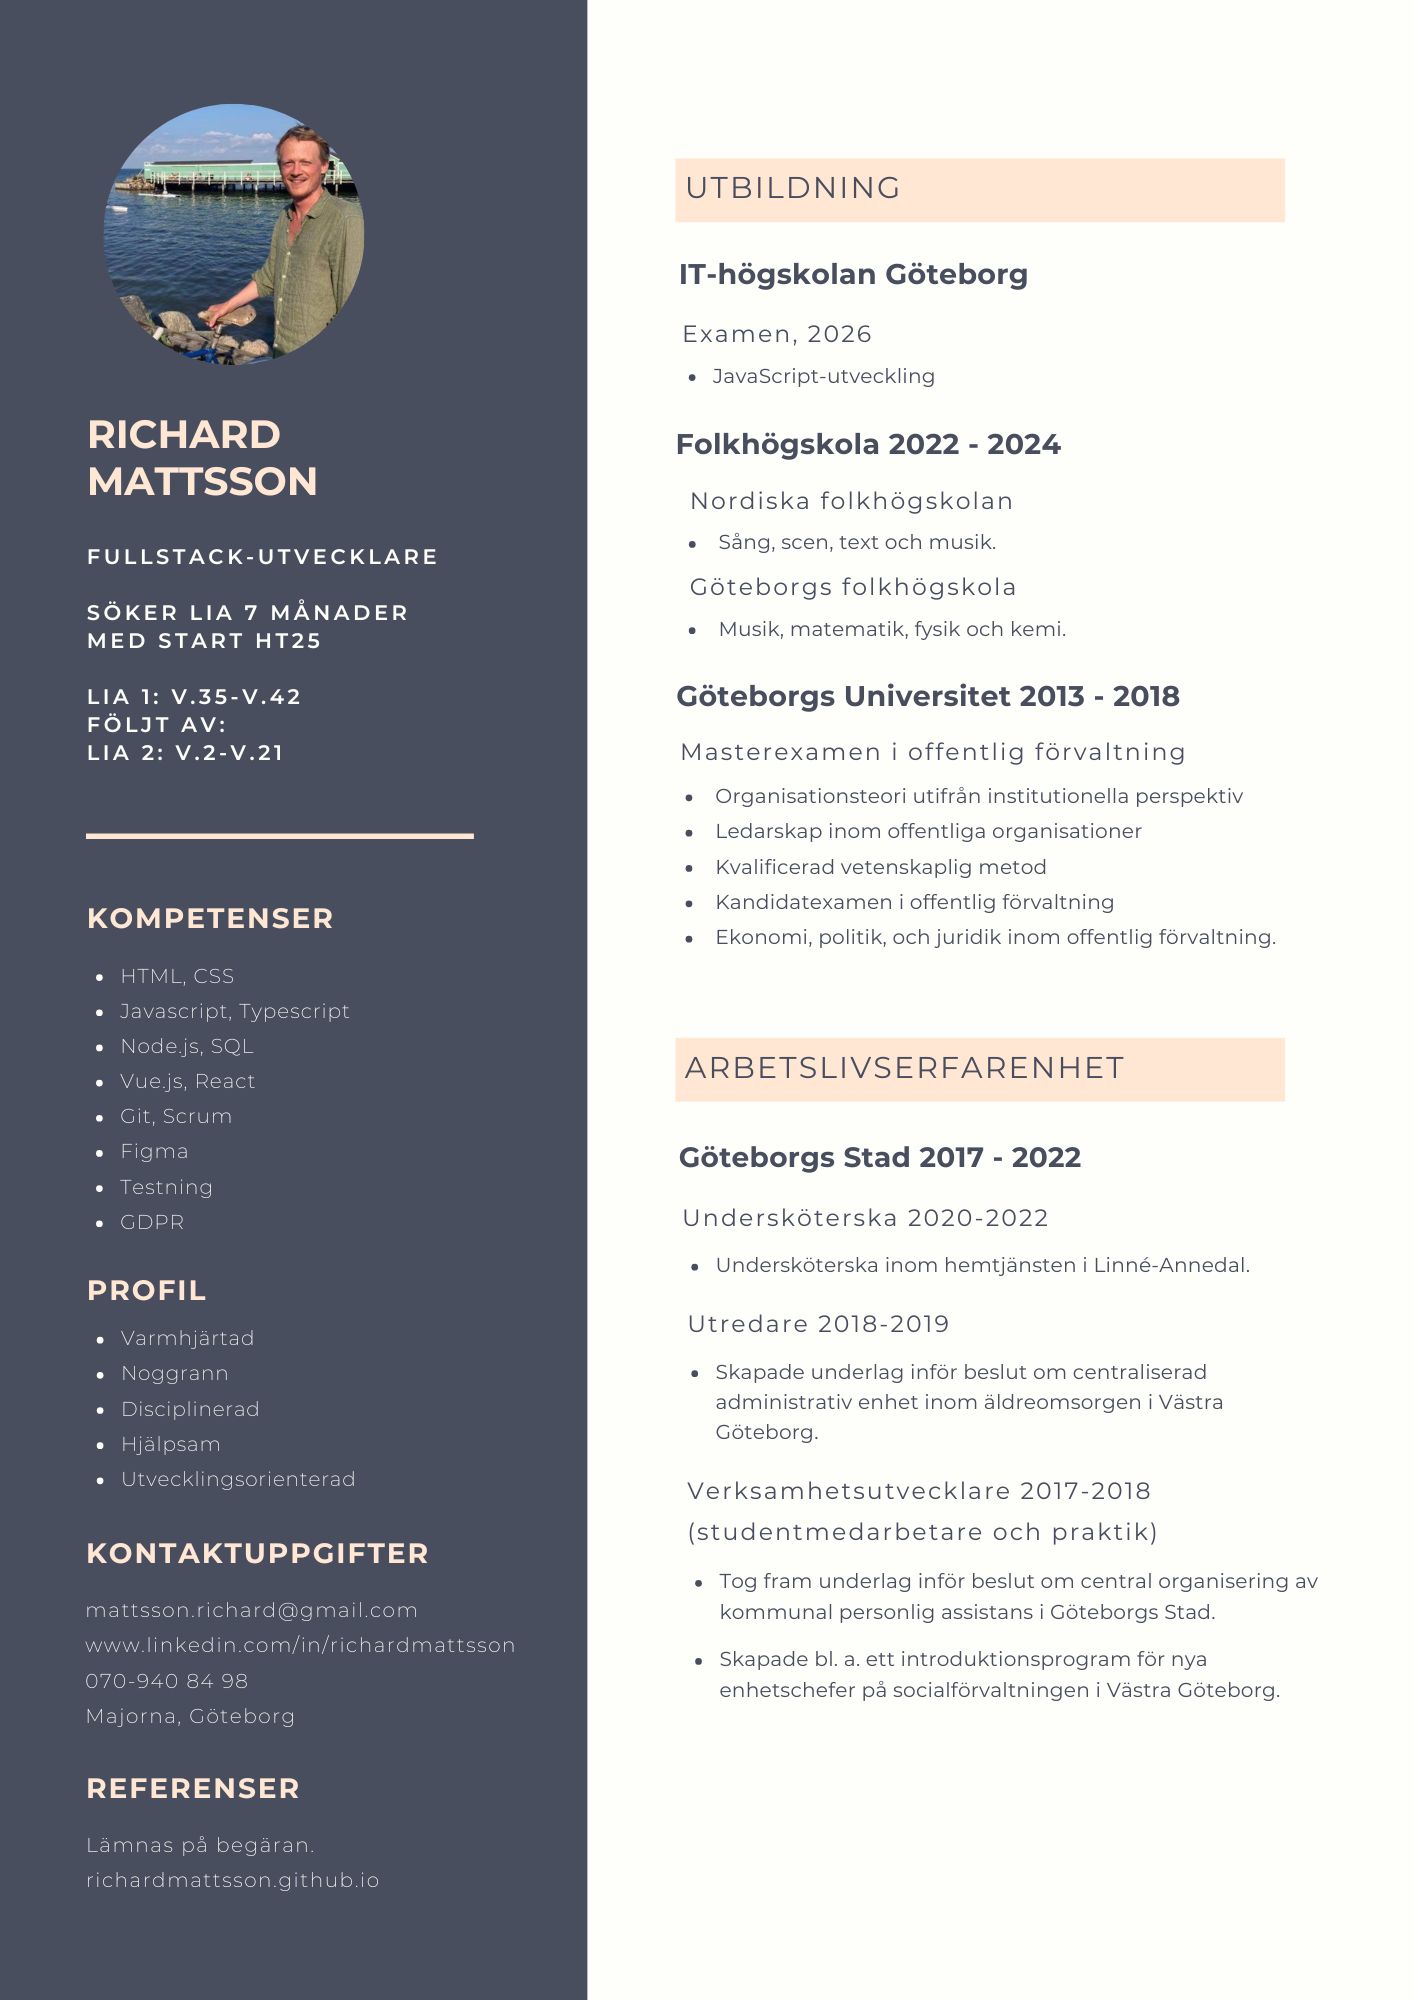 RICHARD
MATTSSON
FULLSTACK-UTVECKLARE
SÖKER LIA 7 MÅNADER
MED START HT25
LIA 1: V.35-V.42
FÖLJT AV:
LIA 2: V.2-V.21
KOMPETENSER
• HTML, CSS
• Javascript, Typescript
• Node.js, SQL
• Vue.js, React
• Git, Scrum
• Figma
• Testning
• GDPR
PROFIL
• Varmhjärtad
• Noggrann
• Disciplinerad
• Hjälpsam
• Utvecklingsorienterad
KONTAKTUPPGIFTER
mattsson.richard@gmail.com
www.linkedin.com/in/richardmattsson
070-940 84 98
Majorna, Göteborg
REFERENSER
Lämnas på begäran.
richardmattsson.github.io
UTBILDNING
IT-högskolan Göteborg
Examen, 2026
• JavaScript-utveckling
Folkhögskola 2022 - 2024
Nordiska folkhögskolan
• Sång, scen, text och musik.
Göteborgs folkhögskola
• Musik, matematik, fysik och kemi.
Göteborgs Universitet 2013 - 2018
Masterexamen i offentlig förvaltning
• Organisationsteori utifrån institutionella perspektiv
• Ledarskap inom offentliga organisationer
• Kvalificerad vetenskaplig metod
• Kandidatexamen i offentlig förvaltning
• Ekonomi, politik, och juridik inom offentlig förvaltning.
ARBETSLIVSERFARENHET
Göteborgs Stad 2017 - 2022
Undersköterska 2020-2022
• Undersköterska inom hemtjänsten i Linné-Annedal.
Utredare 2018-2019
• Skapade underlag inför beslut om centraliserad
administrativ enhet inom äldreomsorgen i Västra
Göteborg.
Verksamhetsutvecklare 2017-2018
(studentmedarbetare och praktik)
• Tog fram underlag inför beslut om central organisering av
kommunal personlig assistans i Göteborgs Stad.
• Skapade bl. a. ett introduktionsprogram för nya
enhetschefer på socialförvaltningen i Västra Göteborg.